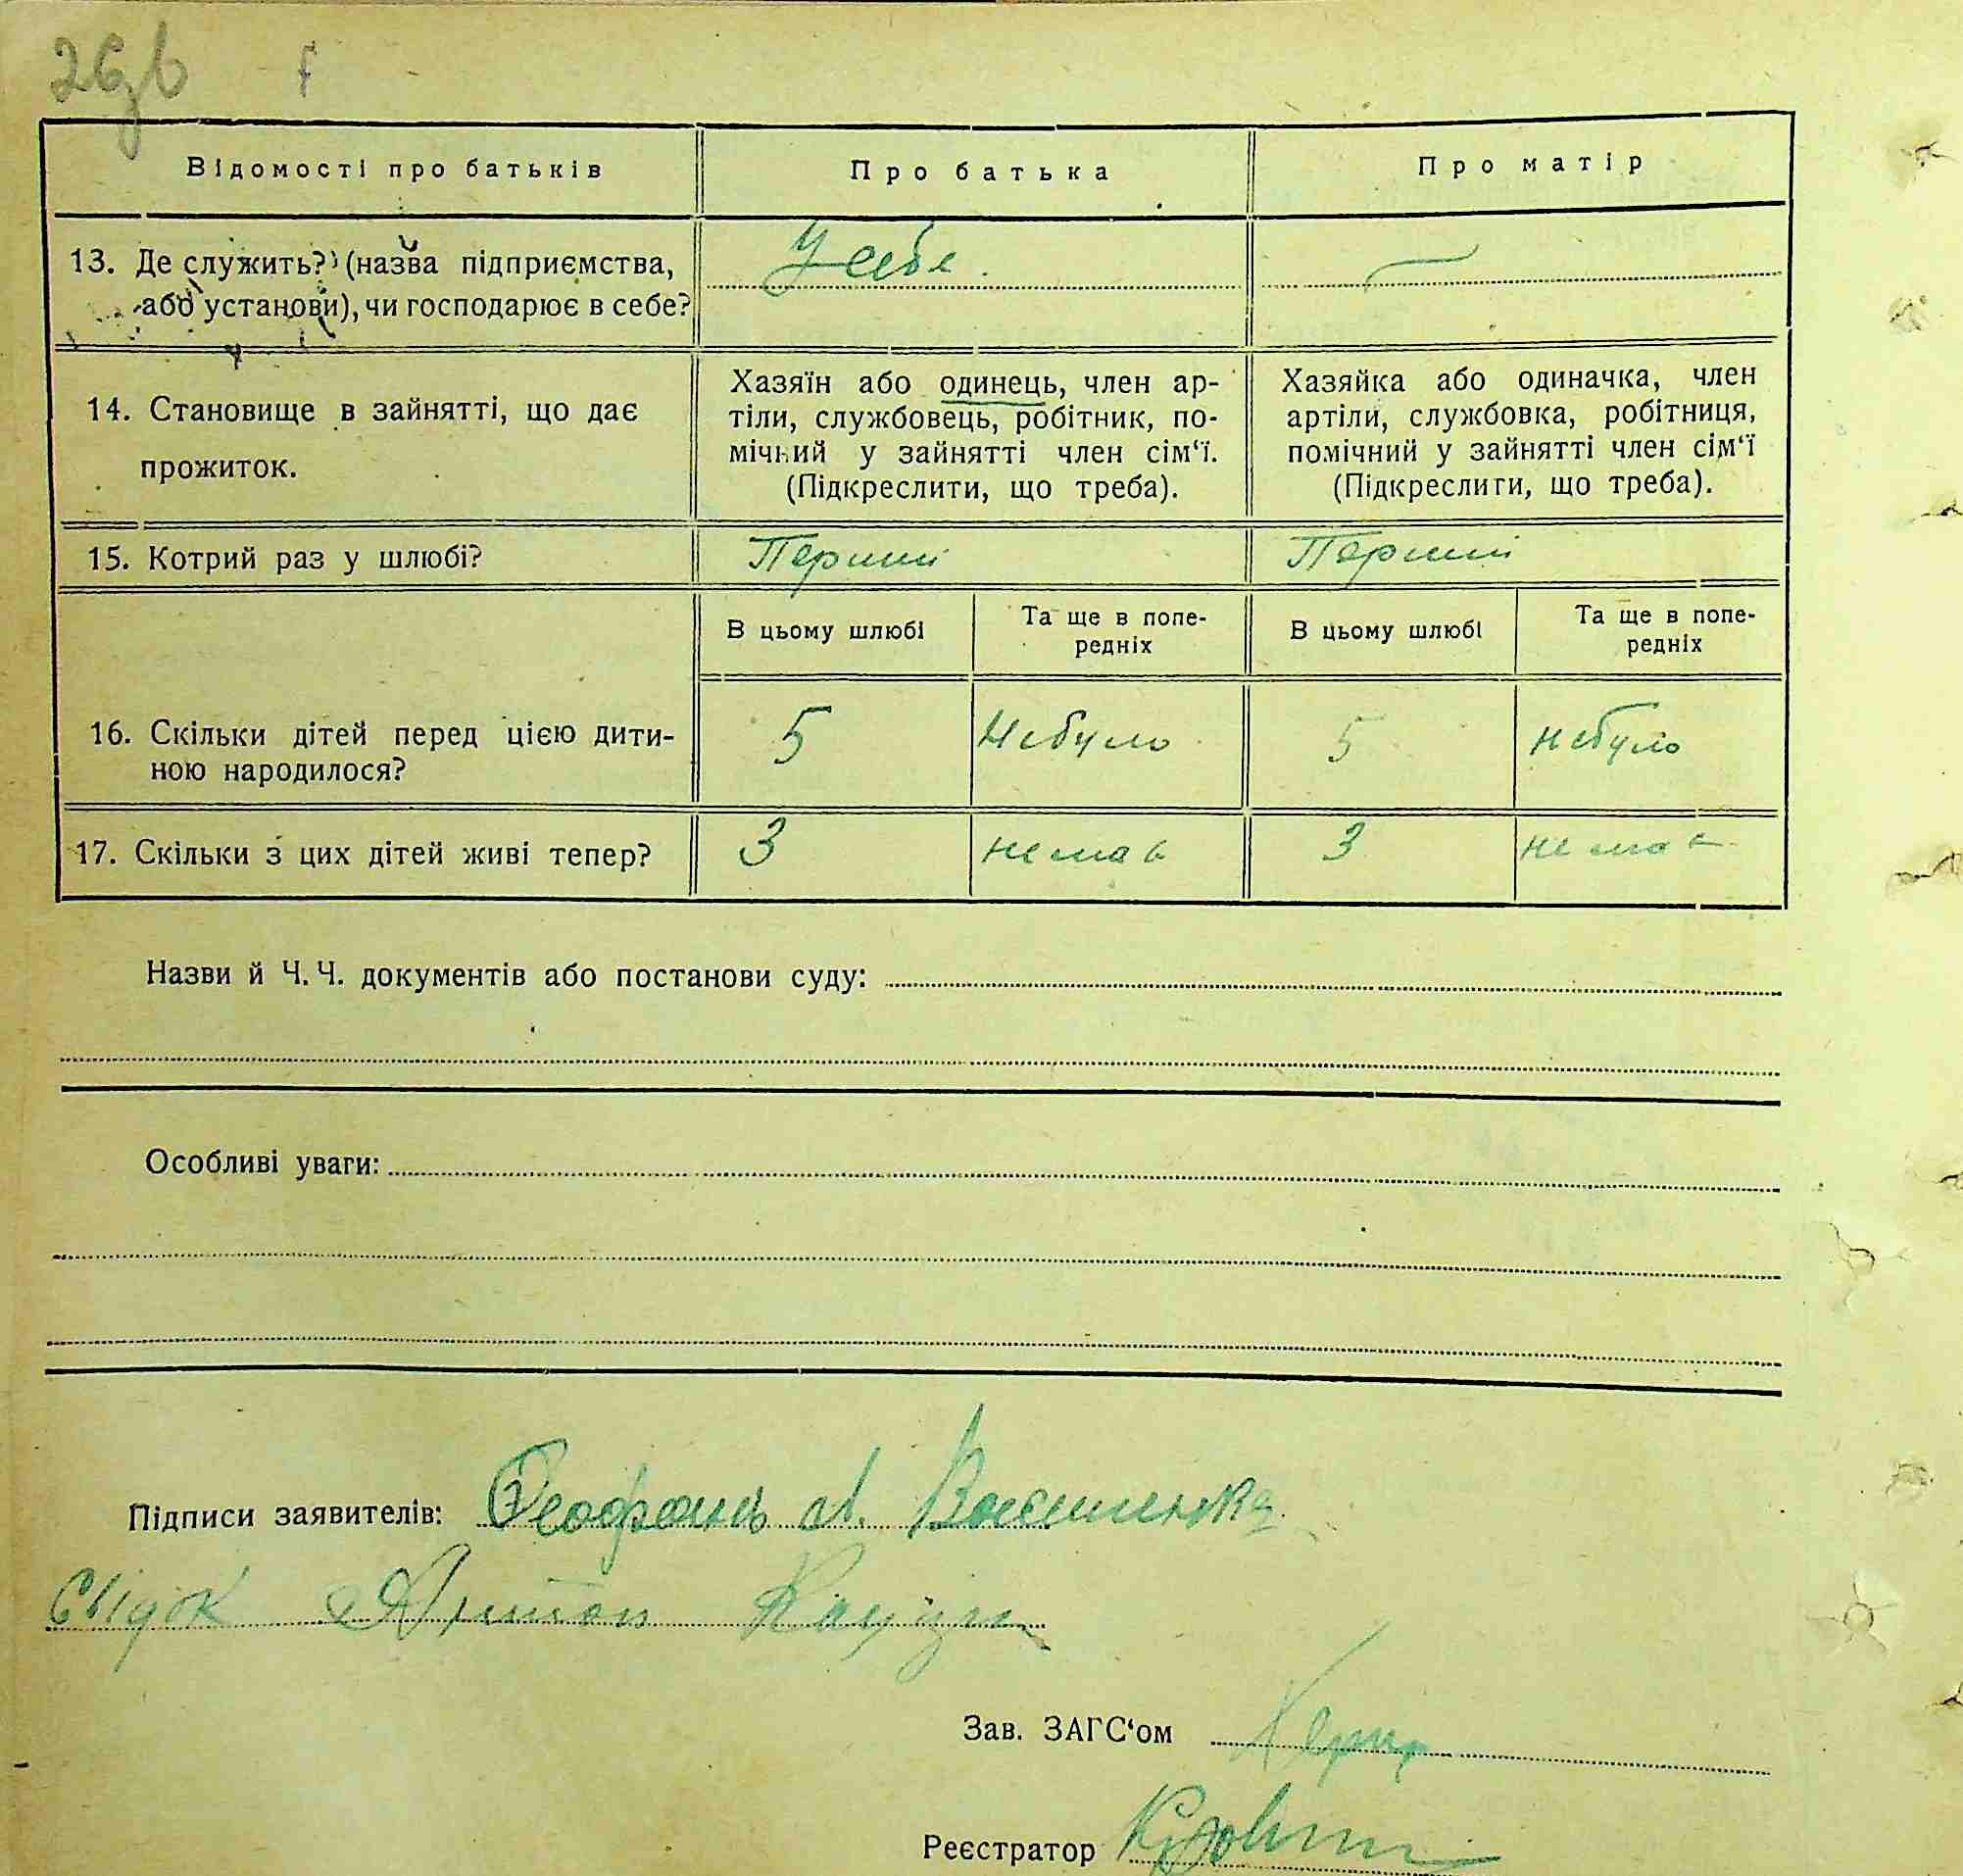 Відомості про батьків
Про батька
Про матір
13. Де служить? (назва підприємства,
або установи), чи господарює в себе?
У себе.
14. Становище в зайнятті, що дає
прожиток.
Хазяїн або одинець, член ар-
тіли, службовець, робітник, по-
мічний у зайнятті член сім‘ї.
(Підкреслити, що треба).
Хазяйка або одиначка, член
артіли, службовка, робітниця,
помічний у зайнятті член сім‘ї
(Підкреслити, що треба).
15. Котрий раз у шлюбі?
Перший
Перший
В цьому шлюбі
Та ще в попе-
редніх
В цьому шлюбі
Та ще в попе-
редніх
16. Скільки дітей перед цією дити-
ною народилося?
5
Небуло
5
небуло
17. Скільки з цих дітей живі тепер?
3
немає
3
немає
Назви й Ч. Ч. документів або постанови суду:
Особливі уваги:
Підписи заявителів:
Свідок Антон
Зав. ЗАГС‘ом
Реєстратор